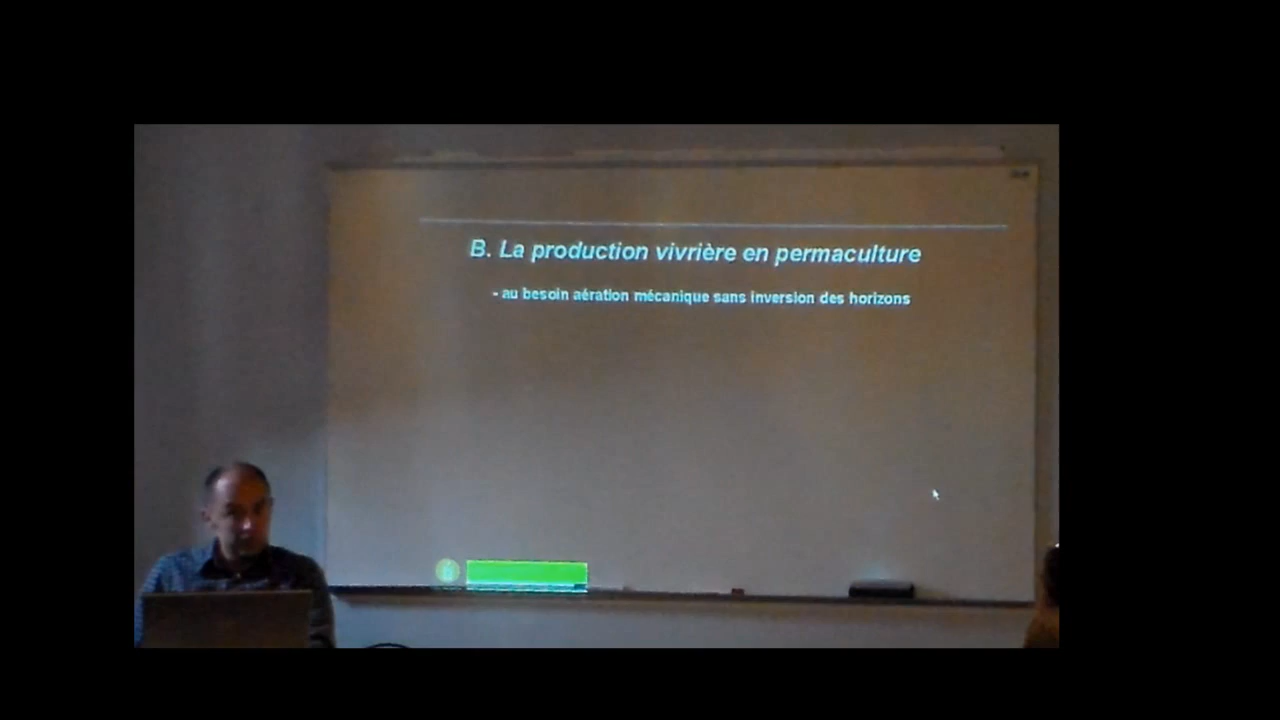 B. La production vivrière en permaculture
- au besoin aération mécanique sans inversion des horizons